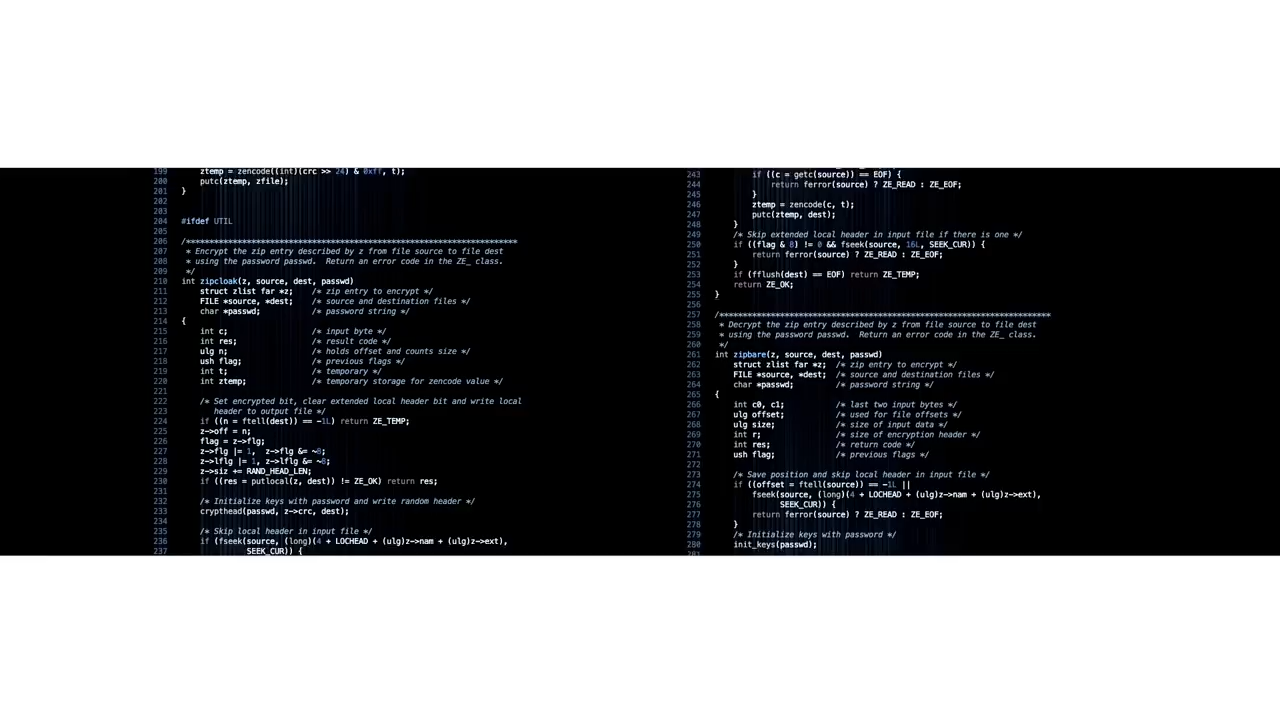 199 ztemp = zencode((int)(crc >> 24) & 0xff, t);
200 putc(ztemp, zfile);
201 }
202
203
204 #ifdef UTIL
205
206 /***********************************************************************
207 * Encrypt the zip entry described by z from file source to file dest
208 * using the password passwd.  Return an error code in the ZE_ class.
209 */
210 int zipcloak(z, source, dest, passwd)
211 struct zlist far *z; /* zip entry to encrypt */
212 FILE *source, *dest; /* source and destination files */
213 char *passwd; /* password string */
214 {
215 int c; /* input byte */
216 int res; /* result code */
217 ulg n; /* holds offset and counts size */
218 ush flag; /* previous flags */
219 int t; /* temporary */
220 int ztemp; /* temporary storage for zencode value */
221
222 /* Set encrypted bit, clear extended local header bit and write local
223 header to output file */
224 if ((n = ftell(dest)) == -1L) return ZE_TEMP;
225 z->off = n;
226 flag = z->flg;
227 z->flg |= 1, z->flg &= ~8;
228 z->lflg |= 1, z->lflg &= ~8;
229 z->siz += RAND_HEAD_LEN;
230 if ((res = putlocal(z, dest)) != ZE_OK) return res;
231
232 /* Initialize keys with password and write random header */
233 crypthead(passwd, z->crc, dest);
234
235 /* Skip local header in input file */
236 if (fseek(source, (long)(4 + LOCHEAD + (ulg)z->nam + (ulg)z->ext),
237 SEEK_CUR)) {
243 if ((c = getc(source)) == EOF) {
244 return ferror(source) ? ZE_READ : ZE_EOF;
245 }
246 ztemp = zencode(c, t);
247 putc(ztemp, dest);
248 }
249 /* Skip extended local header in input file if there is one */
250 if ((flag & 8) != 0 && fseek(source, 16L, SEEK_CUR)) {
251 return ferror(source) ? ZE_READ : ZE_EOF;
252 }
253 if (fflush(dest) == EOF) return ZE_TEMP;
254 return ZE_OK;
255 }
256
257 /***********************************************************************
258 * Decrypt the zip entry described by z from file source to file dest
259 * using the password passwd.  Return an error code in the ZE_ class.
260 */
261 int zipbare(z, source, dest, passwd)
262 struct zlist far *z; /* zip entry to encrypt */
263 FILE *source, *dest; /* source and destination files */
264 char *passwd; /* password string */
265 {
266 int c0, c1; /* last two input bytes */
267 ulg offset; /* used for file offsets */
268 ulg size; /* size of input data */
269 int r; /* size of encryption header */
270 int res; /* return code */
271 ush flag; /* previous flags */
272
273 /* Save position and skip local header in input file */
274 if ((offset = ftell(source)) == -1L ||
275 fseek(source, (long)(4 + LOCHEAD + (ulg)z->nam + (ulg)z->ext),
276 SEEK_CUR)) {
277 return ferror(source) ? ZE_READ : ZE_EOF;
278 }
279 /* Initialize keys with password */
280 init_keys(passwd);